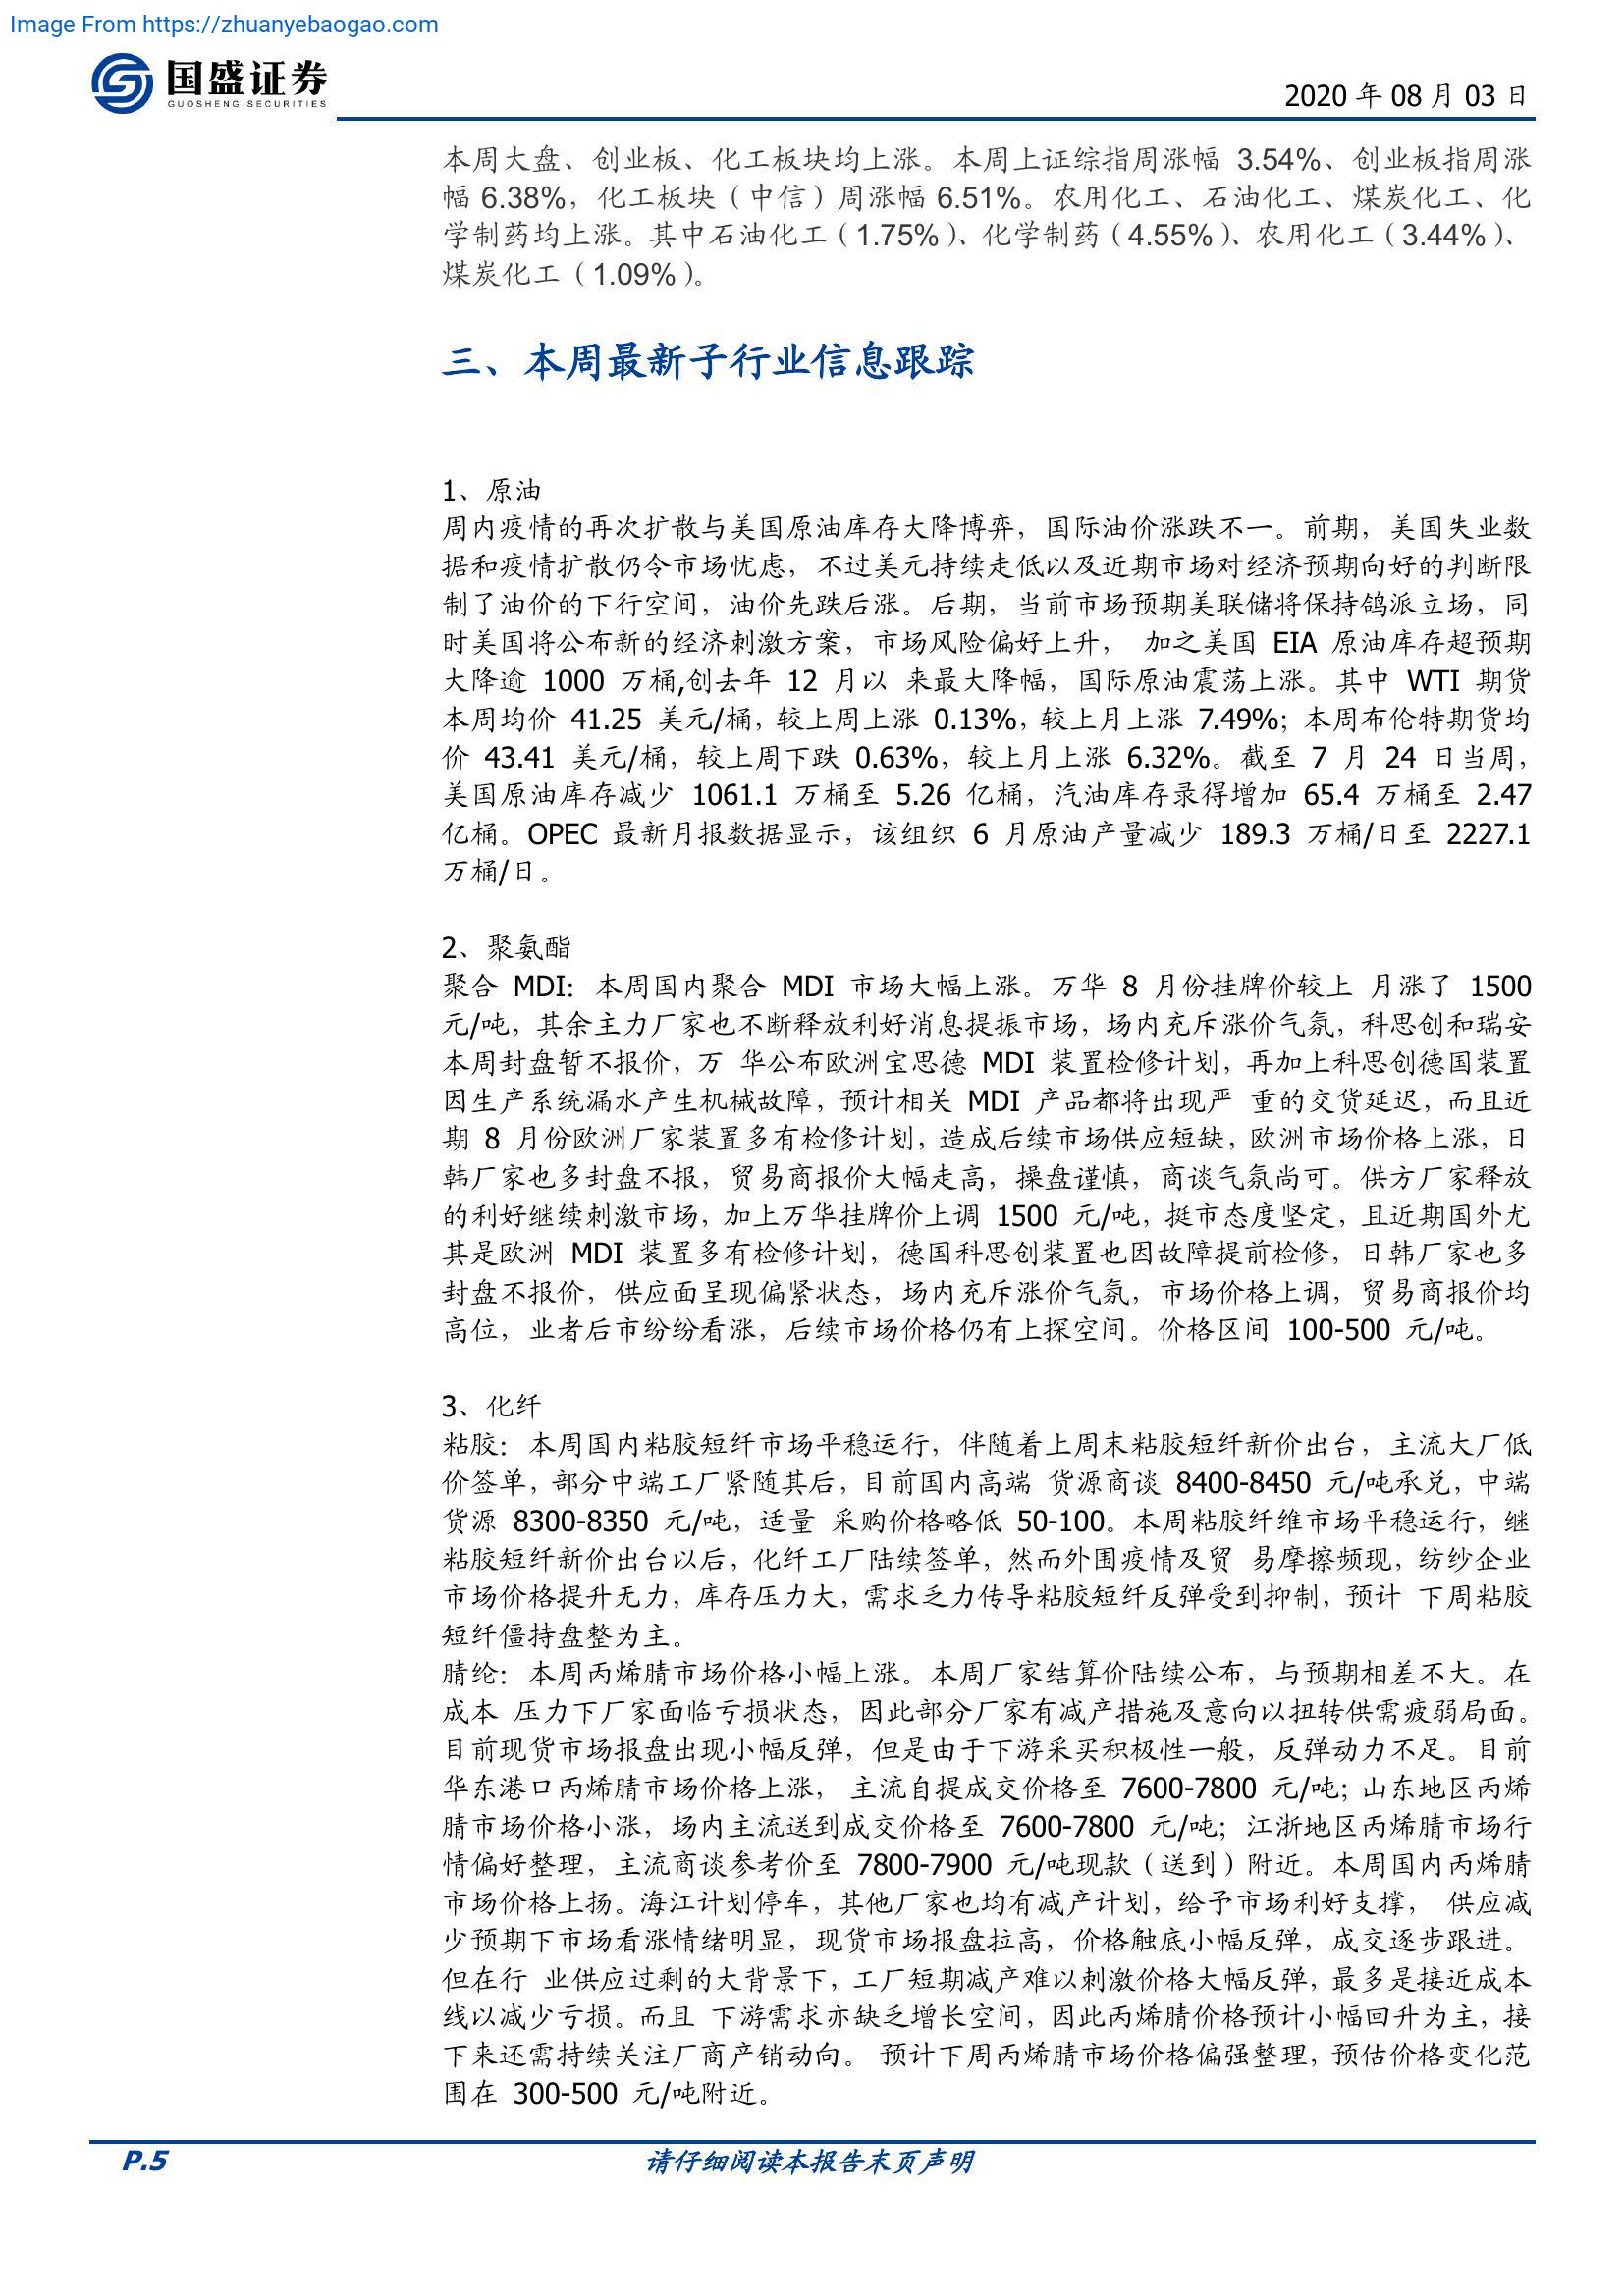 Image From https://zhuanyebaogao.com
国盛证券
GUOSHENG SECURITIES
2020 年 08 月 03 日
本周大盘、创业板、化工板块均上涨。本周上证综指周涨幅 3.54%、创业板指周涨
幅 6.38%，化工板块（中信）周涨幅 6.51%。农用化工、石油化工、煤炭化工、化
学制药均上涨。其中石油化工（1.75%）、化学制药（4.55%）、农用化工（3.44%）、
煤炭化工（1.09%）。
三、本周最新子行业信息跟踪
1、原油
周内疫情的再次扩散与美国原油库存大降博弈，国际油价涨跌不一。前期，美国失业数
据和疫情扩散仍令市场忧虑，不过美元持续走低以及近期市场对经济预期向好的判断限
制了油价的下行空间，油价先跌后涨。后期，当前市场预期美联储将保持鸽派立场，同
时美国将公布新的经济刺激方案，市场风险偏好上升， 加之美国 EIA 原油库存超预期
大降逾 1000 万桶,创去年 12 月以 来最大降幅，国际原油震荡上涨。其中 WTI 期货
本周均价 41.25 美元/桶，较上周上涨 0.13%，较上月上涨 7.49%；本周布伦特期货均
价 43.41 美元/桶，较上周下跌 0.63%，较上月上涨 6.32%。截至 7 月 24 日当周，
美国原油库存减少 1061.1 万桶至 5.26 亿桶，汽油库存录得增加 65.4 万桶至 2.47
亿桶。OPEC 最新月报数据显示，该组织 6 月原油产量减少 189.3 万桶/日至 2227.1
万桶/日。
2、聚氨酯
聚合 MDI：本周国内聚合 MDI 市场大幅上涨。万华 8 月份挂牌价较上 月涨了 1500
元/吨，其余主力厂家也不断释放利好消息提振市场，场内充斥涨价气氛，科思创和瑞安
本周封盘暂不报价，万 华公布欧洲宝思德 MDI 装置检修计划，再加上科思创德国装置
因生产系统漏水产生机械故障，预计相关 MDI 产品都将出现严 重的交货延迟，而且近
期 8 月份欧洲厂家装置多有检修计划，造成后续市场供应短缺，欧洲市场价格上涨，日
韩厂家也多封盘不报，贸易商报价大幅走高，操盘谨慎，商谈气氛尚可。供方厂家释放
的利好继续刺激市场，加上万华挂牌价上调 1500 元/吨，挺市态度坚定，且近期国外尤
其是欧洲 MDI 装置多有检修计划，德国科思创装置也因故障提前检修，日韩厂家也多
封盘不报价，供应面呈现偏紧状态，场内充斥涨价气氛，市场价格上调，贸易商报价均
高位，业者后市纷纷看涨，后续市场价格仍有上探空间。价格区间 100-500 元/吨。
3、化纤
粘胶：本周国内粘胶短纤市场平稳运行，伴随着上周末粘胶短纤新价出台，主流大厂低
价签单，部分中端工厂紧随其后，目前国内高端 货源商谈 8400-8450 元/吨承兑，中端
货源 8300-8350 元/吨，适量 采购价格略低 50-100。本周粘胶纤维市场平稳运行，继
粘胶短纤新价出台以后，化纤工厂陆续签单，然而外围疫情及贸 易摩擦频现，纺纱企业
市场价格提升无力，库存压力大，需求乏力传导粘胶短纤反弹受到抑制，预计 下周粘胶
短纤僵持盘整为主。
腈纶：本周丙烯腈市场价格小幅上涨。本周厂家结算价陆续公布，与预期相差不大。在
成本 压力下厂家面临亏损状态，因此部分厂家有减产措施及意向以扭转供需疲弱局面。
目前现货市场报盘出现小幅反弹，但是由于下游采买积极性一般，反弹动力不足。目前
华东港口丙烯腈市场价格上涨， 主流自提成交价格至 7600-7800 元/吨；山东地区丙烯
腈市场价格小涨，场内主流送到成交价格至 7600-7800 元/吨；江浙地区丙烯腈市场行
情偏好整理，主流商谈参考价至 7800-7900 元/吨现款（送到）附近。本周国内丙烯腈
市场价格上扬。海江计划停车，其他厂家也均有减产计划，给予市场利好支撑， 供应减
少预期下市场看涨情绪明显，现货市场报盘拉高，价格触底小幅反弹，成交逐步跟进。
但在行 业供应过剩的大背景下，工厂短期减产难以刺激价格大幅反弹，最多是接近成本
线以减少亏损。而且 下游需求亦缺乏增长空间，因此丙烯腈价格预计小幅回升为主，接
下来还需持续关注厂商产销动向。 预计下周丙烯腈市场价格偏强整理，预估价格变化范
围在 300-500 元/吨附近。
P.5
请仔细阅读本报告末页声明